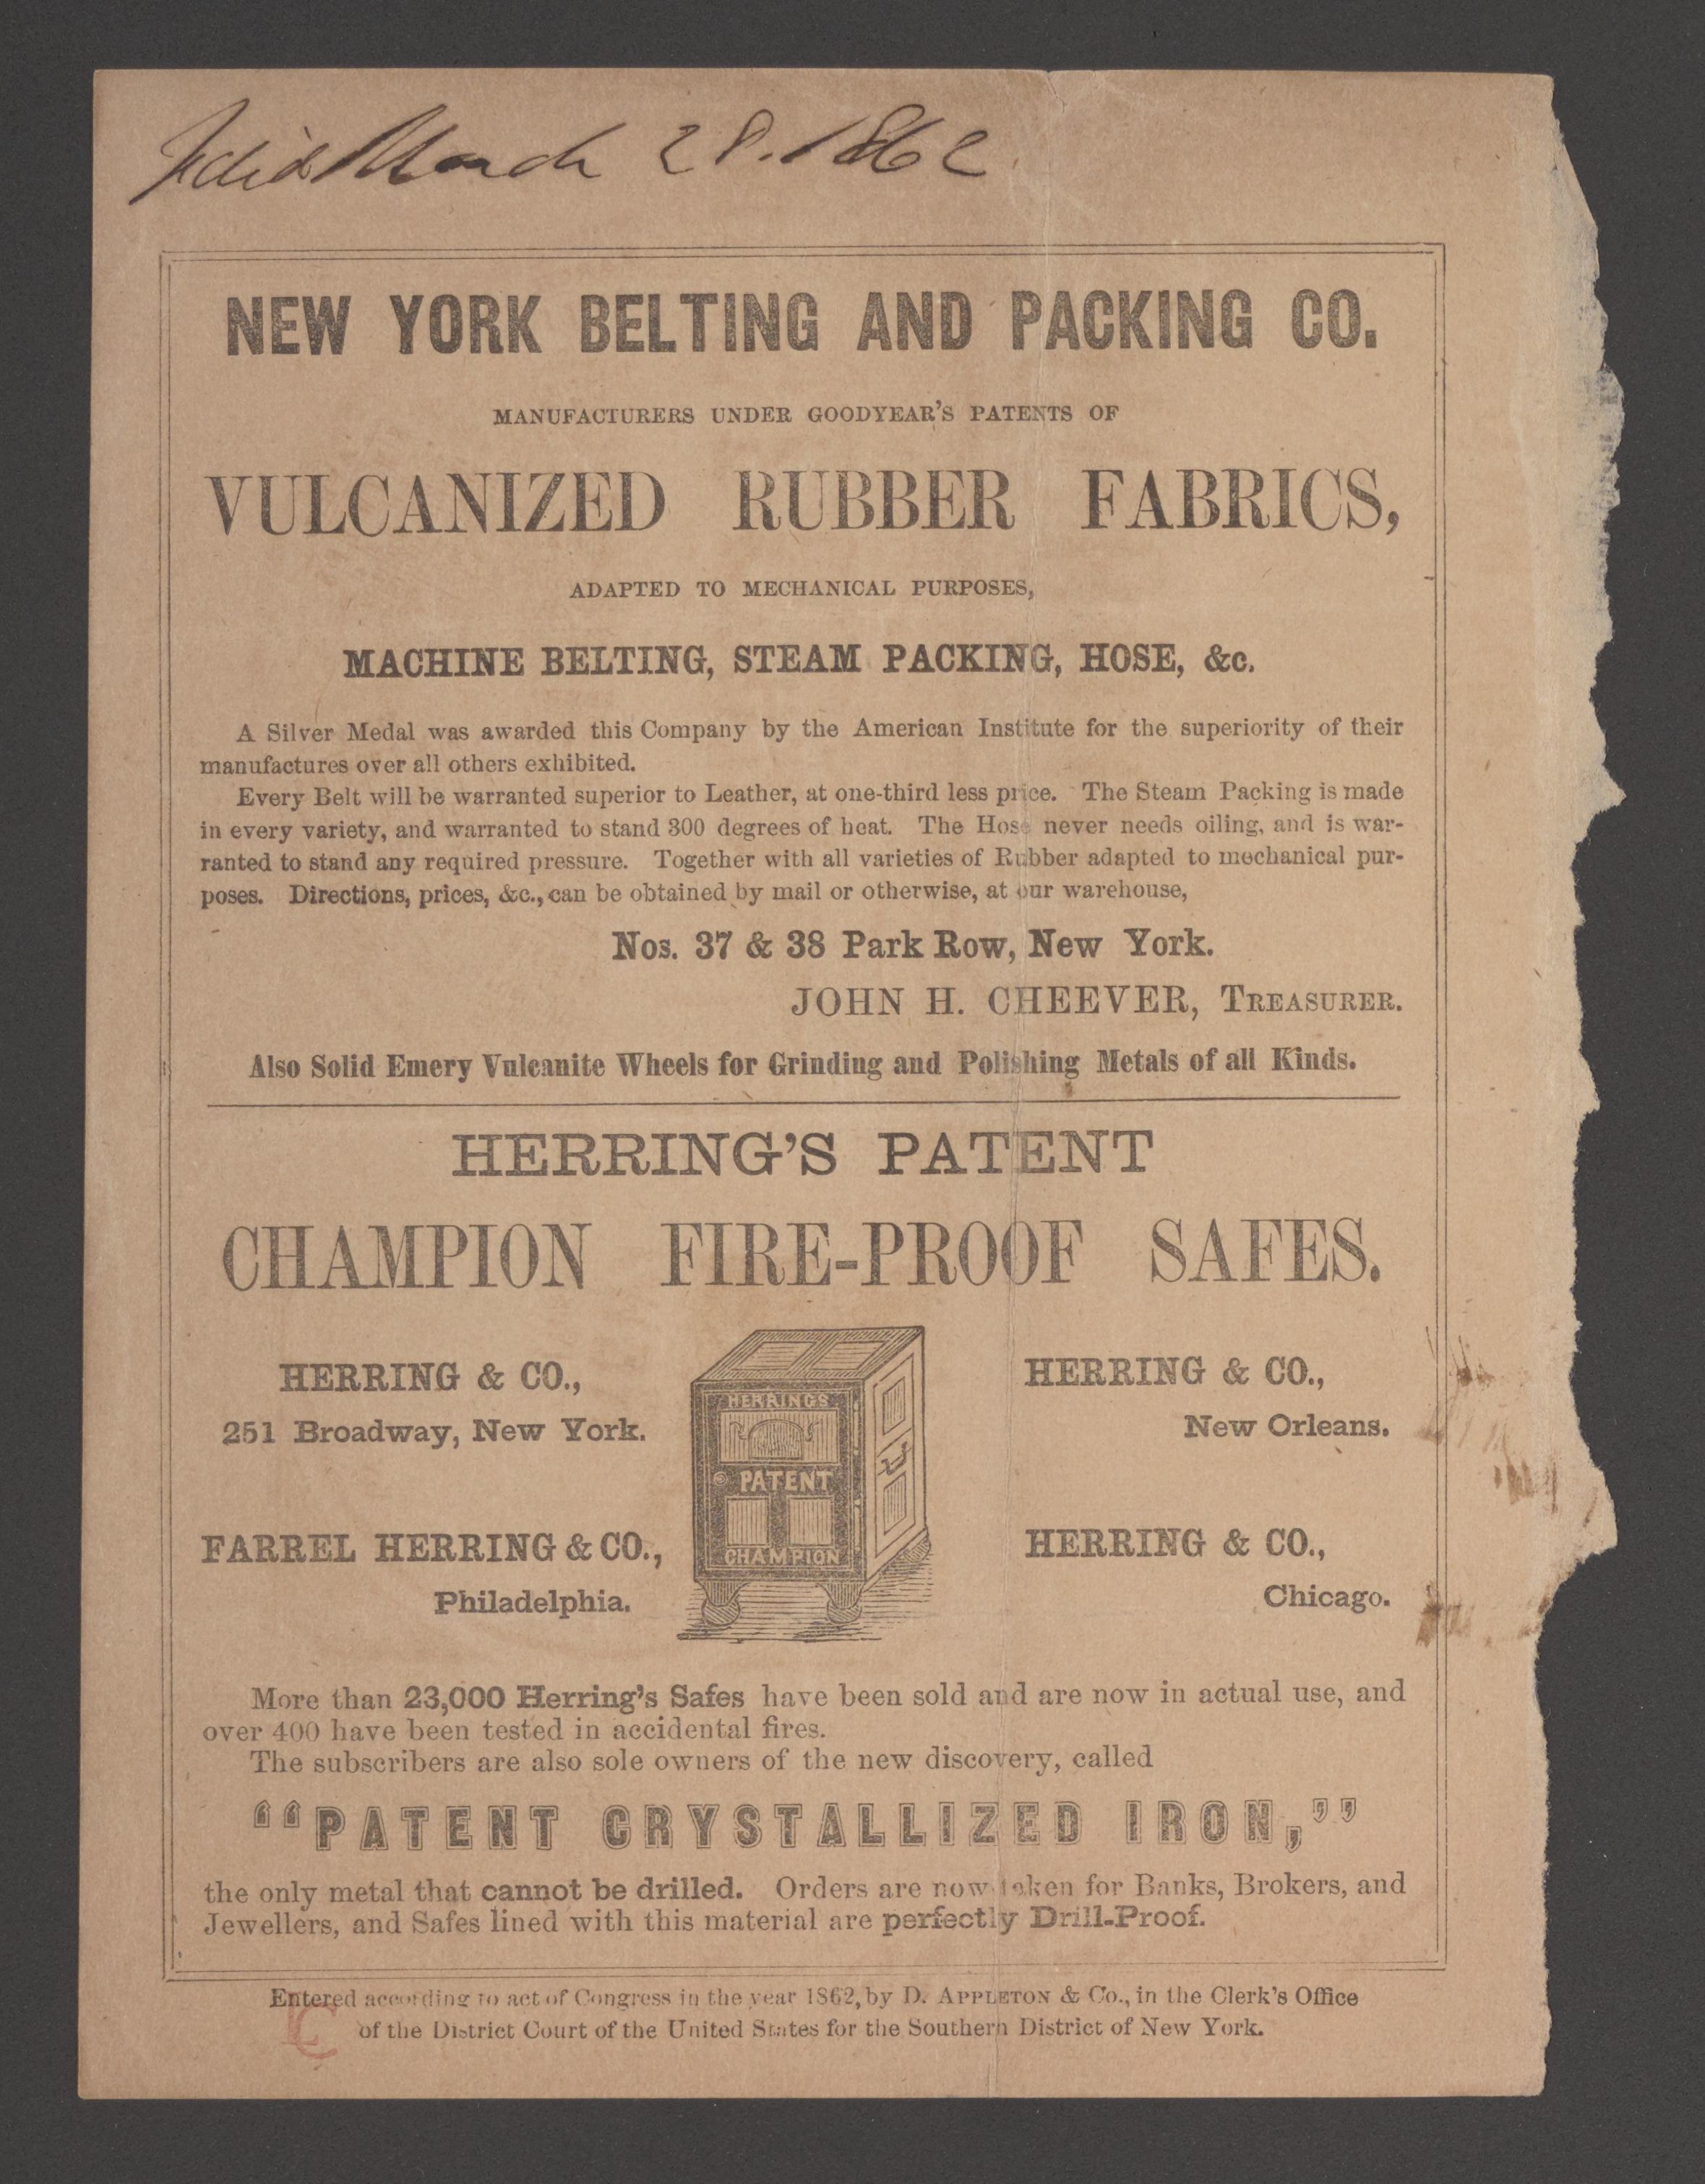 Filed March 28. 1862
NEW YORK BELTING AND PACKING CO.
MANUFACTURERS UNDER GOODYEAR'S PATENTS OF
VULCANIZED RUBBER FABRICS,
ADAPTED TO MECHANICAL PURPOSES,
MACHINE BELTING, STEAM PACKING, HOSE, &c.
A Silver Medal was awarded this Company by the American Institute for the superiority of their
manufactures over all others exhibited.
Every Belt will be warranted superior to Leather, at one-third less price. The Steam Packing is made
in every variety, and warranted to stand 300 degrees of heat. The Hose never needs oiling, and is war-
ranted to stand any required pressure. Together with all varieties of Rubber adapted to mechanical pur-
poses. Directions, prices, &c., can be obtained by mail or otherwise, at our warehouse,
Nos. 37 & 38 Park Row, New York.
JOHN H. CHEEVER, TREASURER.
Also Solid Emery Vulcanite Wheels for Grinding and Polishing Metals of all Kinds.
HERRING'S PATENT
CHAMPION FIRE-PROOF SAFES.
HERRING & CO.,
251 Broadway, New York.
FARREL HERRING & CO.,
Philadelphia.
HERRING'S
PATENT
CHAMPION
HERRING & CO.,
New Orleans.
HERRING & CO.,
Chicago.
More than 23,000 Herring's Safes have been sold and are now in actual use, and
over 400 have been tested in accidental fires.
The subscribers are also sole owners of the new discovery, called
"PATENT CRYSTALLIZED IRON,"
the only metal that cannot be drilled. Orders are now taken for Banks, Brokers, and
Jewellers, and Safes lined with this material are perfectly Drill-Proof.
Entered according to act of Congress in the year 1862, by D. APPLETON & Co., in the Clerk's Office
of the District Court of the United States for the Southern District of New York.
LC